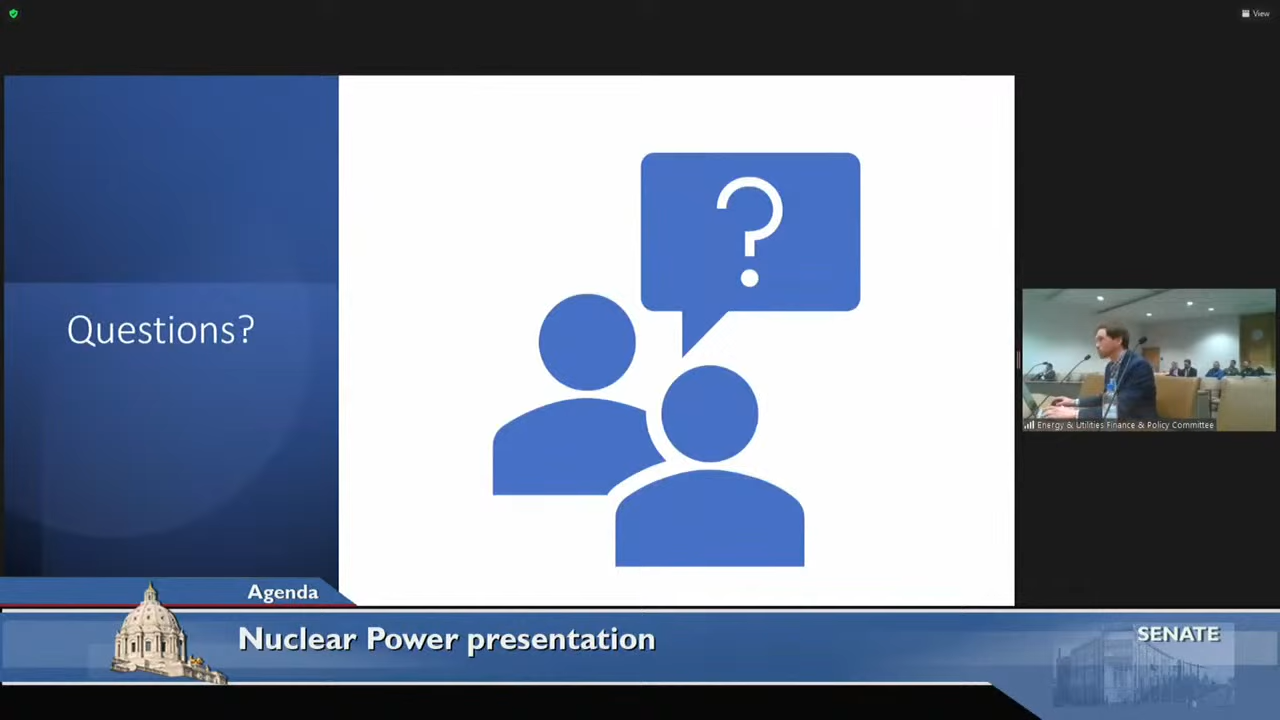 View
?
Questions?
Energy & Utilities Finance & Policy Committee
Agenda
Nuclear Power presentation
SENATE